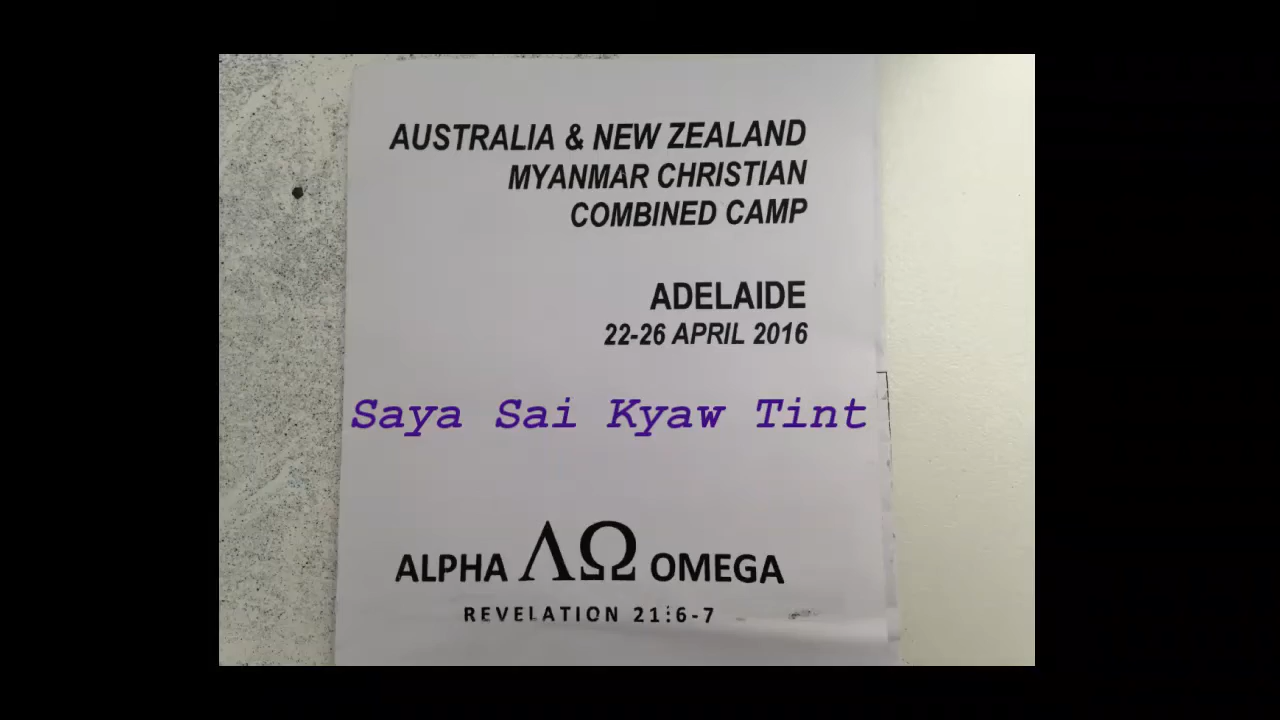 AUSTRALIA & NEW ZEALAND
MYANMAR CHRISTIAN
COMBINED CAMP
ADELAIDE
22-26 APRIL 2016
Saya Sai Kyaw Tint
ALPHA ΛΩ OMEGA
REVELATION 21:6-7